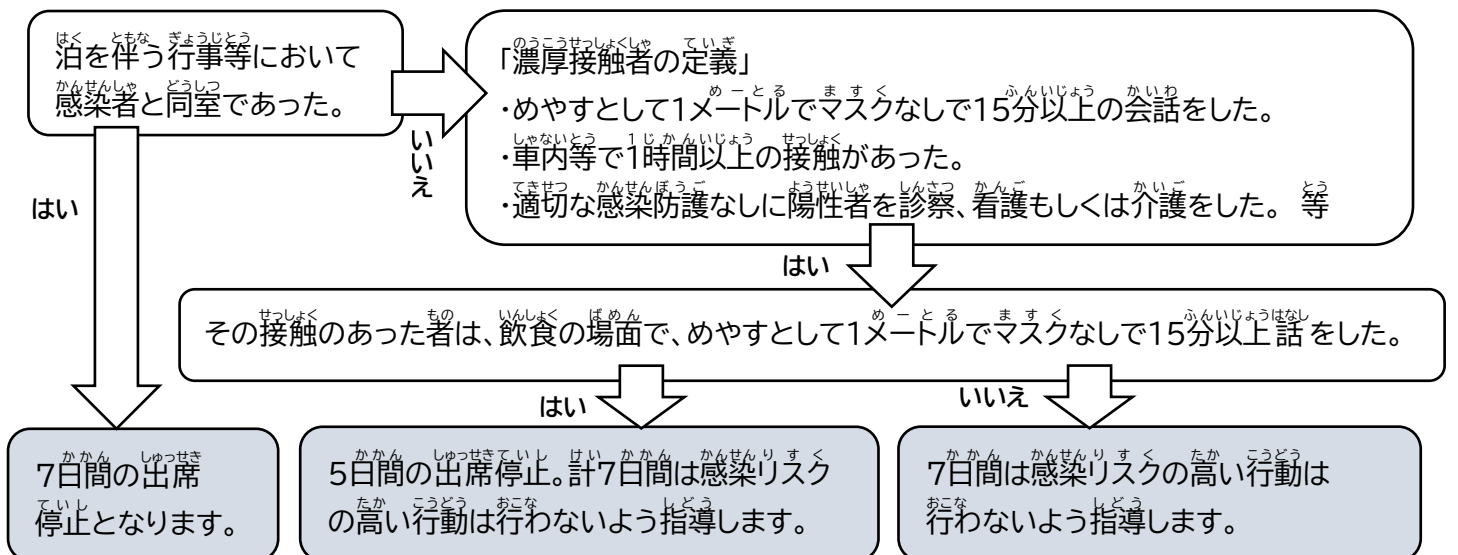 泊を伴う行事等において
感染者と同室であった。
いいえ
「濃厚接触者の定義」
・めやすとして1メートルでマスクなしで15分以上の会話をした。
・車内等で1時間以上の接触があった。
・適切な感染防護なしに陽性者を診察、看護もしくは介護をした。 等
はい
はい
その接触のあった者は、飲食の場面で、めやすとして1メートルでマスクなしで15分以上話をした。
はい
いいえ
7日間の出席
停止となります。
5日間の出席停止。計7日間は感染リスク
の高い行動は行わないよう指導します。
7日間は感染リスクの高い行動は
行わないよう指導します。